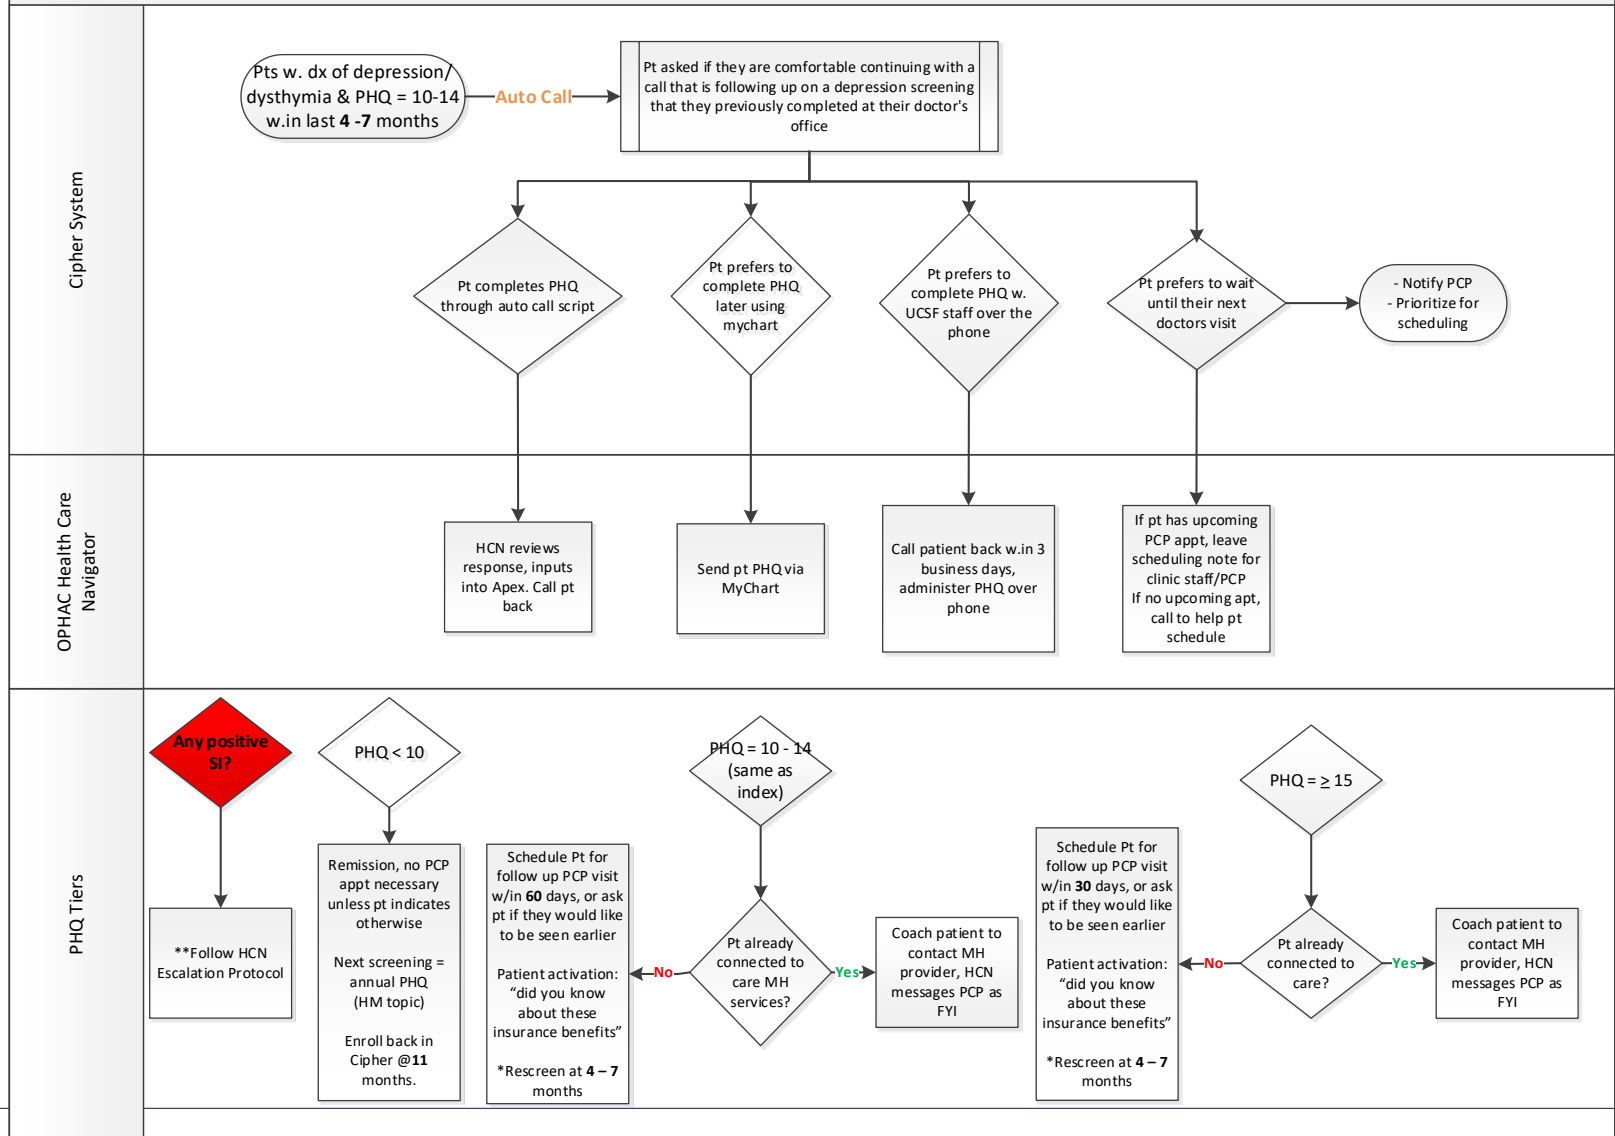 Cipher System
Pts w. dx of depression/
dysthymia & PHQ = 10-14
w.in last 4 -7 months
Auto Call
Pt asked if they are comfortable continuing with a
call that is following up on a depression screening
that they previously completed at their doctor's
office
Pt completes PHQ
through auto call script
Pt prefers to
complete PHQ
later using
mychart
Pt prefers to
complete PHQ w.
UCSF staff over the
phone
Pt prefers to wait
until their next
doctors visit
- Notify PCP
- Prioritize for
scheduling
OPHAC Health Care
Navigator
HCN reviews
response, inputs
into Apex. Call pt
back
Send pt PHQ via
MyChart
Call patient back w.in 3
business days,
administer PHQ over
phone
If pt has upcoming
PCP appt, leave
scheduling note for
clinic staff/PCP
If no upcoming apt,
call to help pt
schedule
PHQ Tiers
Any positive
SI?
**Follow HCN
Escalation Protocol
PHQ < 10
Remission, no PCP
appt necessary
unless pt indicates
otherwise
Next screening =
annual PHQ
(HM topic)
Enroll back in
Cipher @11
months.
Schedule Pt for
follow up PCP visit
w/in 60 days, or ask
pt if they would like
to be seen earlier
Patient activation:
“did you know
about these
insurance benefits”
*Rescreen at 4 – 7
months
PHQ = 10 - 14
(same as
index)
Pt already
connected to
care MH
services?
No
Yes
Coach patient to
contact MH
provider, HCN
messages PCP as
FYI
Schedule Pt for
follow up PCP visit
w/in 30 days, or ask
pt if they would like
to be seen earlier
Patient activation:
“did you know
about these
insurance benefits”
*Rescreen at 4 – 7
months
PHQ = ≥ 15
Pt already
connected to
care?
No
Yes
Coach patient to
contact MH
provider, HCN
messages PCP as
FYI